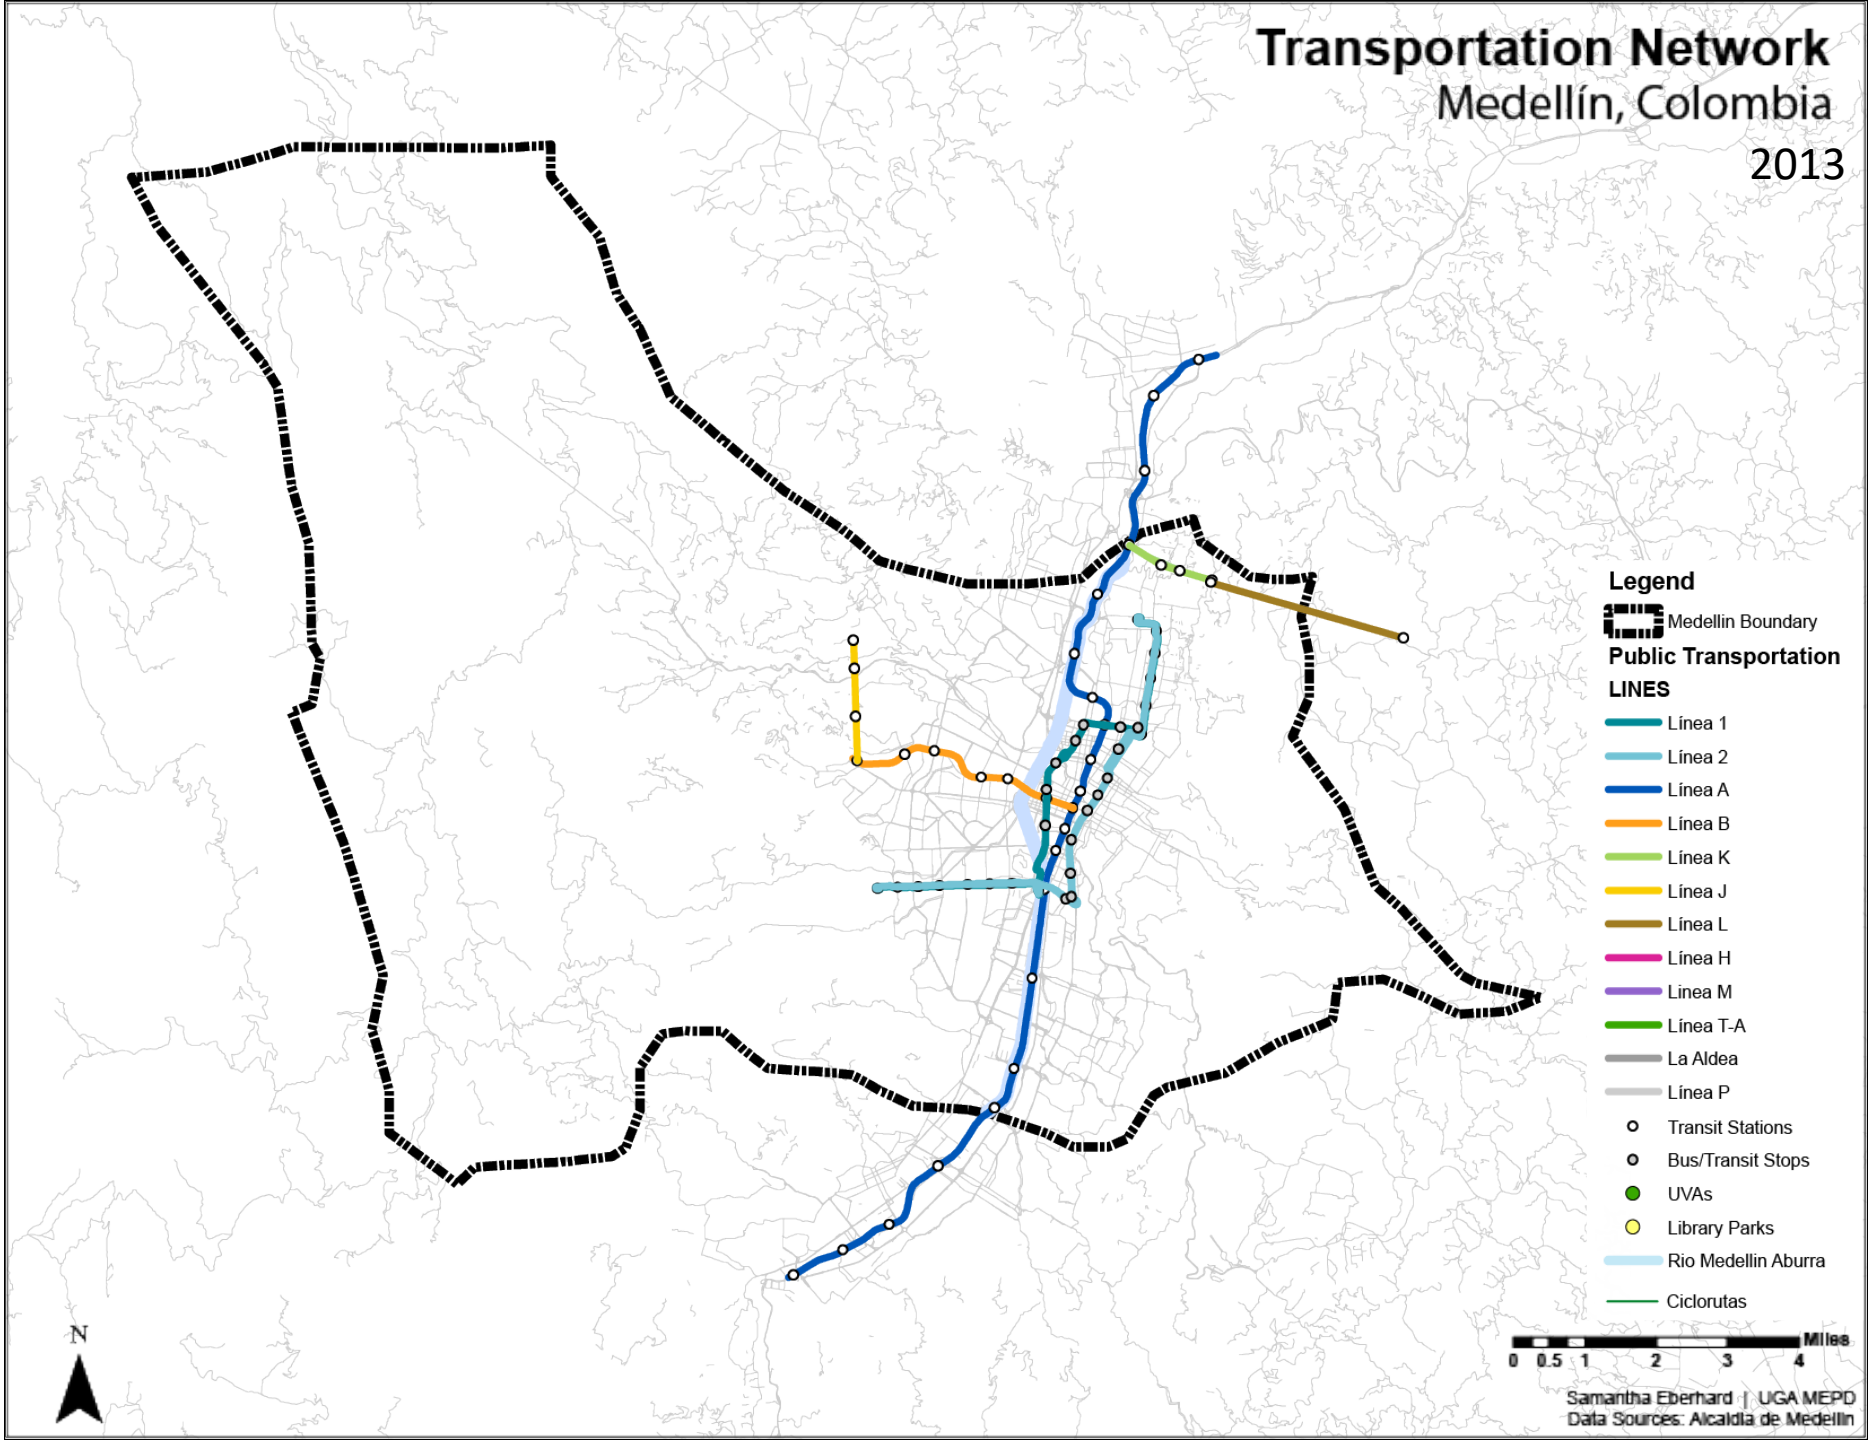 Transportation Network
Medellín, Colombia
2013
Legend
Medellin Boundary
Public Transportation
LINES
Línea 1
Línea 2
Línea A
Línea B
Línea K
Línea J
Línea L
Línea H
Linea M
Línea T-A
La Aldea
Línea P
Transit Stations
Bus/Transit Stops
UVAs
Library Parks
Rio Medellin Aburra
Ciclorutas
Miles
0 0.5 1 2 3 4
N
Samantha Eberhard | UGA MEPD
Data Sources: Alcaldia de Medellin